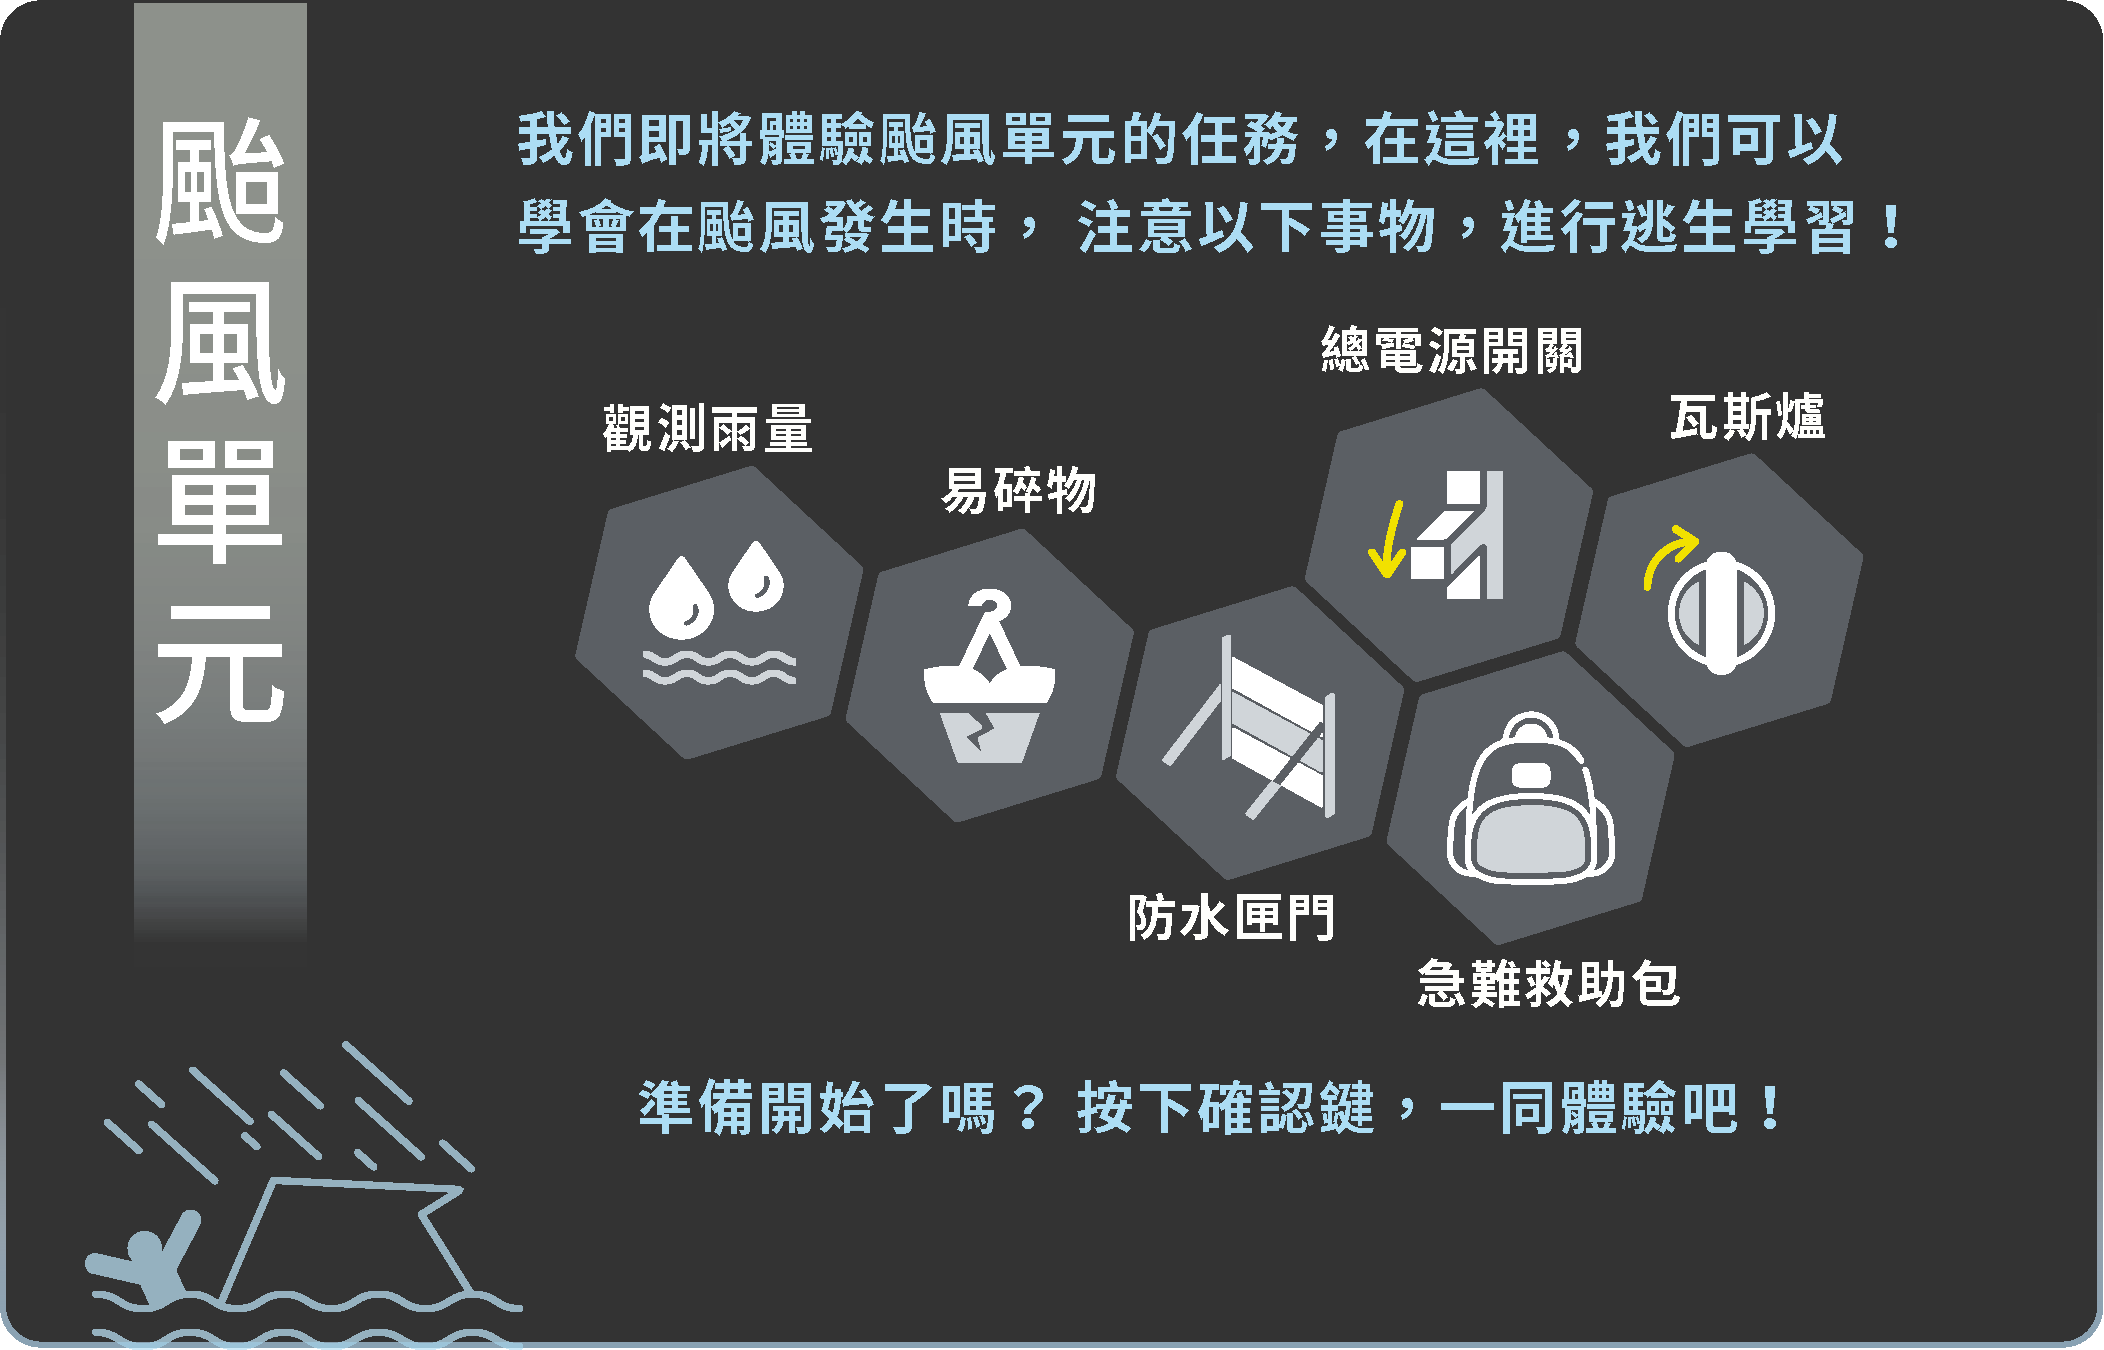 颱風單元
我們即將體驗颱風單元的任務，在這裡，我們可以
學會在颱風發生時， 注意以下事物，進行逃生學習！
總電源開關
瓦斯爐
觀測雨量
易碎物
防水匣門
急難救助包
準備開始了嗎？ 按下確認鍵，一同體驗吧！